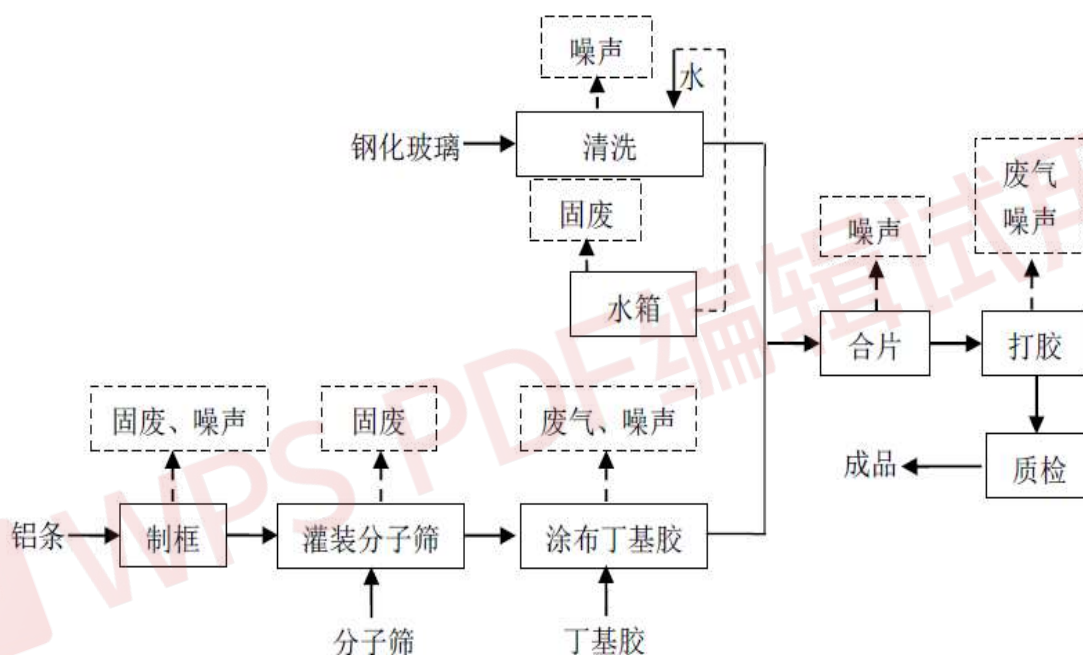 噪声
水
钢化玻璃
清洗
固废
水箱
噪声
废气
噪声
合片
打胶
固废、噪声
固废
废气、噪声
成品
质检
铝条
制框
灌装分子筛
涂布丁基胶
分子筛
丁基胶
WPS PDF编辑试用